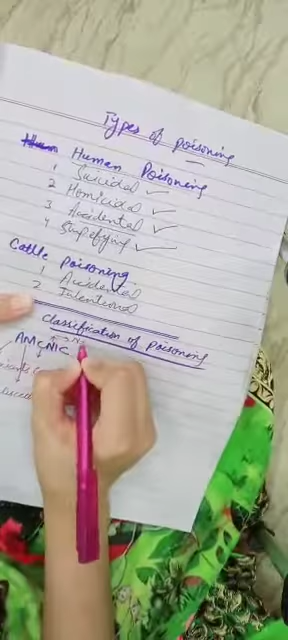 Types of poisoning
Human Poisoning
1 Suicidal
2 Homicidal
3 Accidental
4 Stupefying
Cattle poisoning
1 Accidental
2 Intentional
Classification of poisoning
AMCNIC